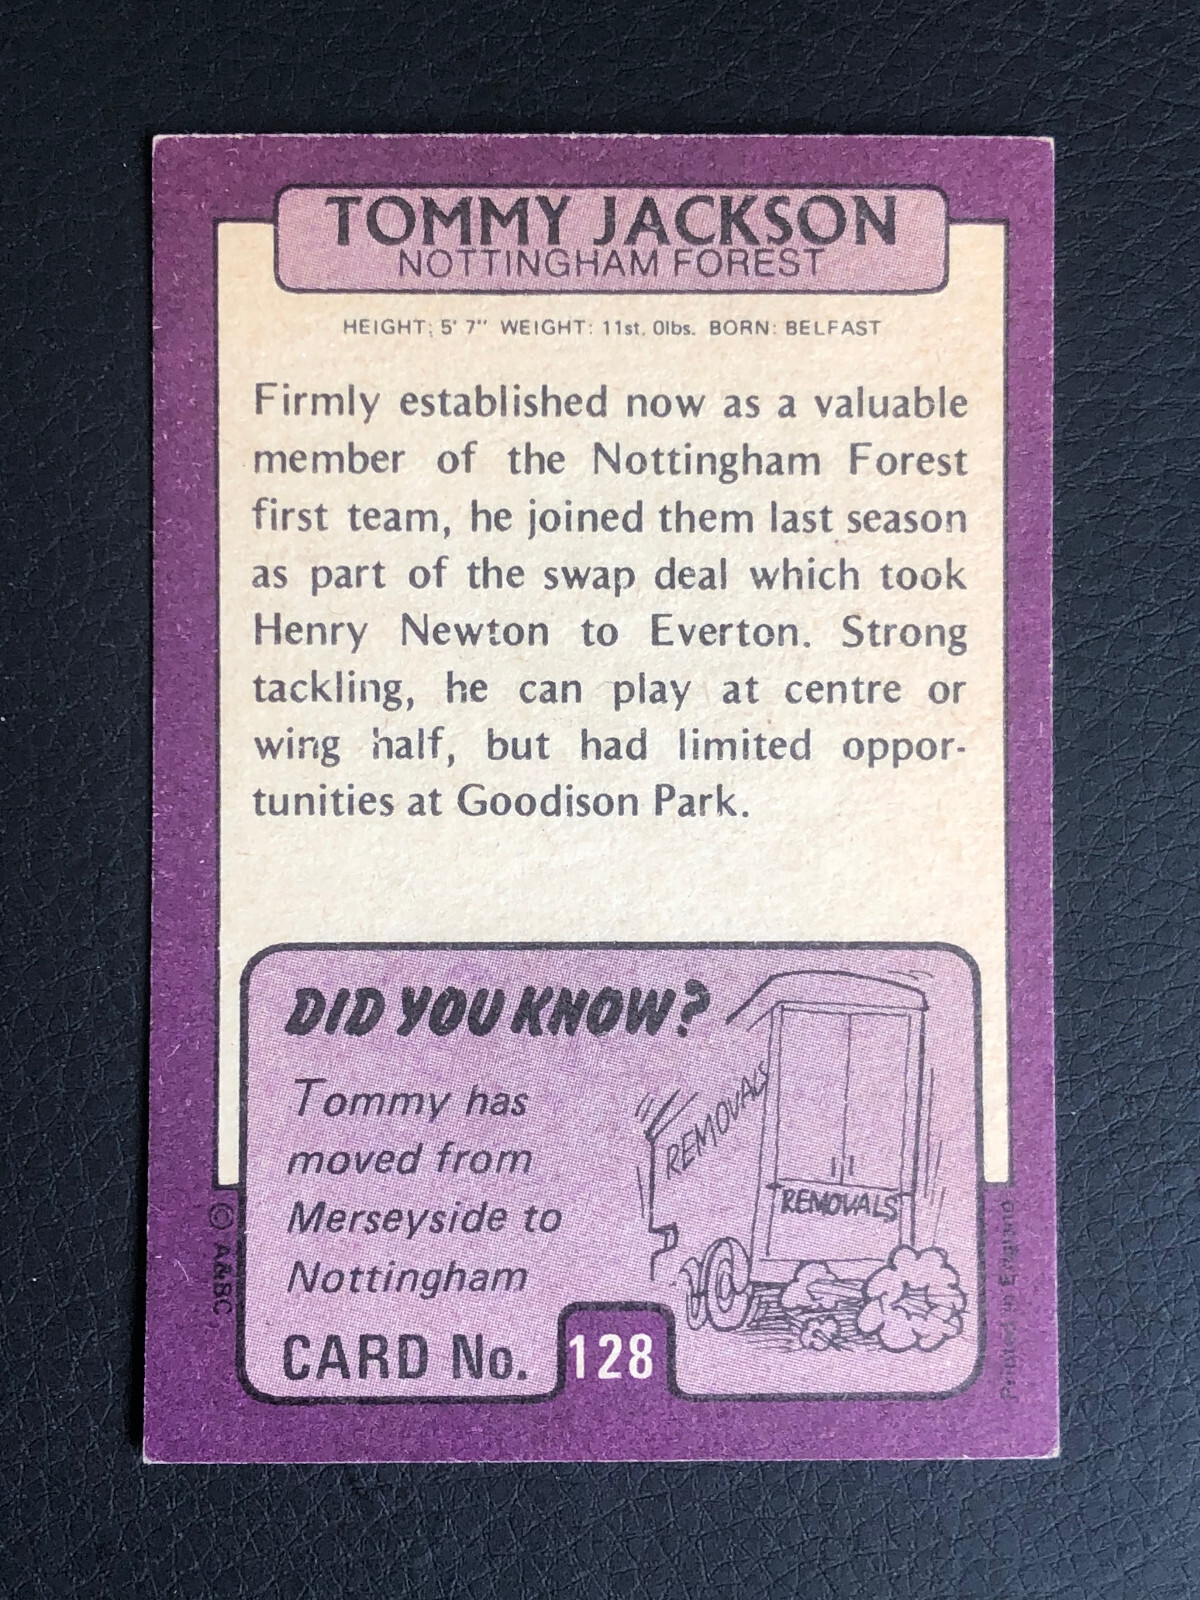 TOMMY JACKSON
NOTTINGHAM FOREST
HEIGHT: 5' 7" WEIGHT: 11st. 0lbs. BORN: BELFAST
Firmly established now as a valuable
member of the Nottingham Forest
first team, he joined them last season
as part of the swap deal which took
Henry Newton to Everton. Strong
tackling, he can play at centre or
wing half, but had limited oppor-
tunities at Goodison Park.
DID YOU KNOW?
Tommy has
moved from
Merseyside to
Nottingham
REMOVALS
REMOVALS
CARD No. 128
© A&BC
Printed in England